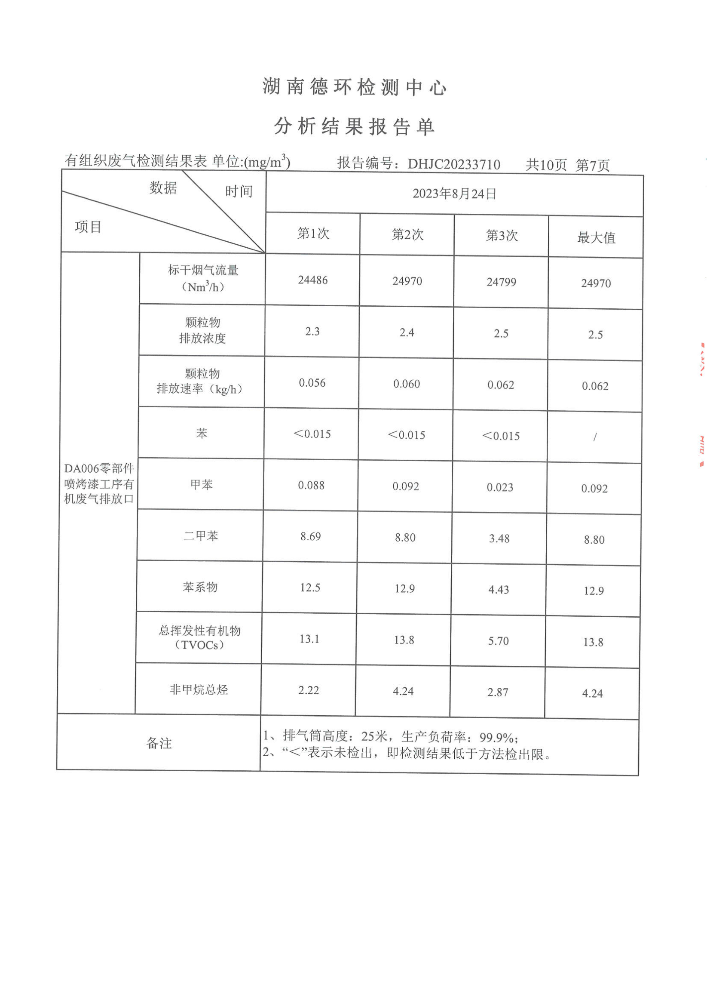 湖南德环检测中心
分析结果报告单
有组织废气检测结果表 单位:(mg/m³) 报告编号：DHJC20233710 共10页 第7页
数据 时间 2023年8月24日
项目 第1次 第2次 第3次 最大值
标干烟气流量
（Nm³/h） 24486 24970 24799 24970
颗粒物
排放浓度 2.3 2.4 2.5 2.5
颗粒物
排放速率（kg/h） 0.056 0.060 0.062 0.062
苯 ＜0.015 ＜0.015 ＜0.015 /
DA006零部件
喷烤漆工序有
机废气排放口
甲苯 0.088 0.092 0.023 0.092
二甲苯 8.69 8.80 3.48 8.80
苯系物 12.5 12.9 4.43 12.9
总挥发性有机物
（TVOCs） 13.1 13.8 5.70 13.8
非甲烷总烃 2.22 4.24 2.87 4.24
备注
1、排气筒高度：25米，生产负荷率：99.9%；
2、“＜”表示未检出，即检测结果低于方法检出限。